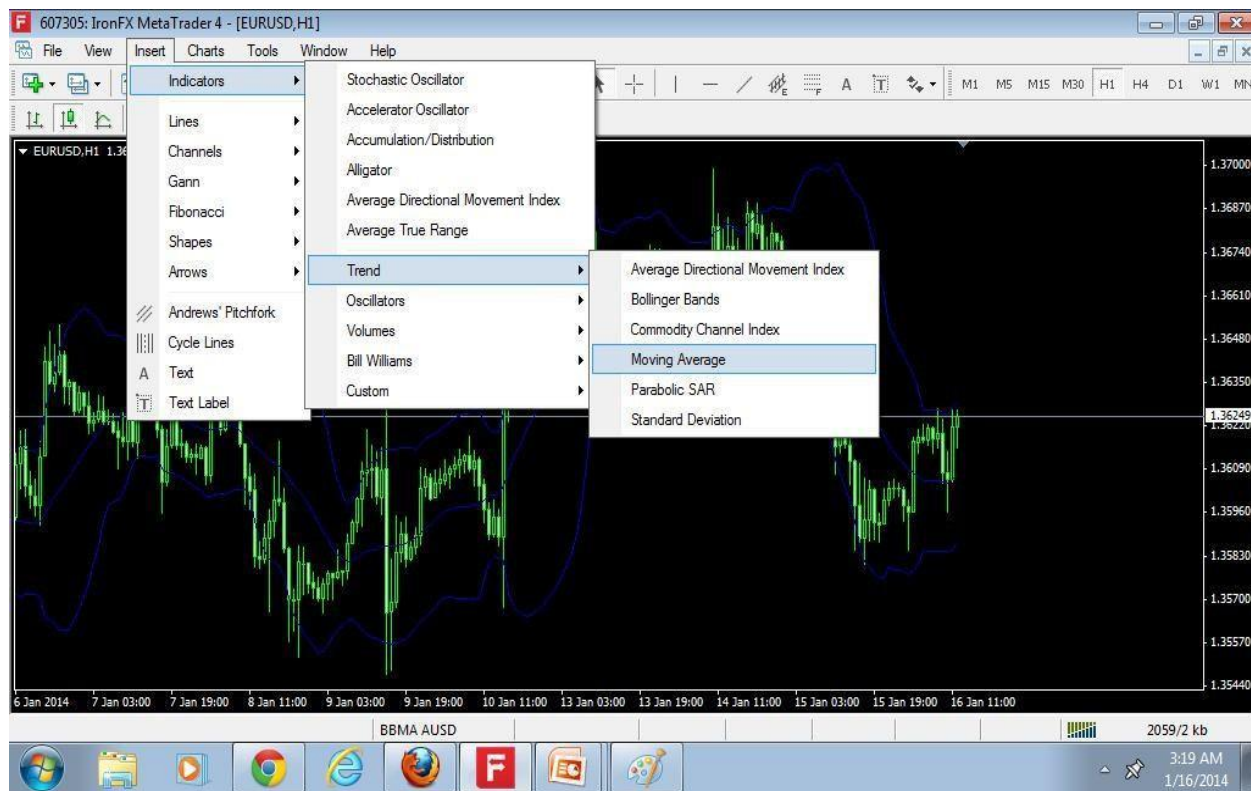 607305: IronFX MetaTrader 4 - [EURUSD,H1]
File View Insert Charts Tools Window Help
M1 M5 M15 M30 H1 H4 D1 W1 MN
Indicators
Lines
Channels
Gann
Fibonacci
Shapes
Arrows
Andrews' Pitchfork
Cycle Lines
A Text
T Text Label
Stochastic Oscillator
Accelerator Oscillator
Accumulation/Distribution
Alligator
Average Directional Movement Index
Average True Range
Trend
Oscillators
Volumes
Bill Williams
Custom
Average Directional Movement Index
Bollinger Bands
Commodity Channel Index
Moving Average
Parabolic SAR
Standard Deviation
EURUSD,H1 1.36
1.37000
1.36870
1.36740
1.36610
1.36480
1.36350
1.36249
1.36220
1.36090
1.35960
1.35830
1.35700
1.35570
1.35440
6 Jan 2014 7 Jan 03:00 7 Jan 19:00 8 Jan 11:00 9 Jan 03:00 9 Jan 19:00 10 Jan 11:00 13 Jan 03:00 13 Jan 19:00 14 Jan 11:00 15 Jan 03:00 15 Jan 19:00 16 Jan 11:00
BBMA AUSD 2059/2 kb
3:19 AM
1/16/2014